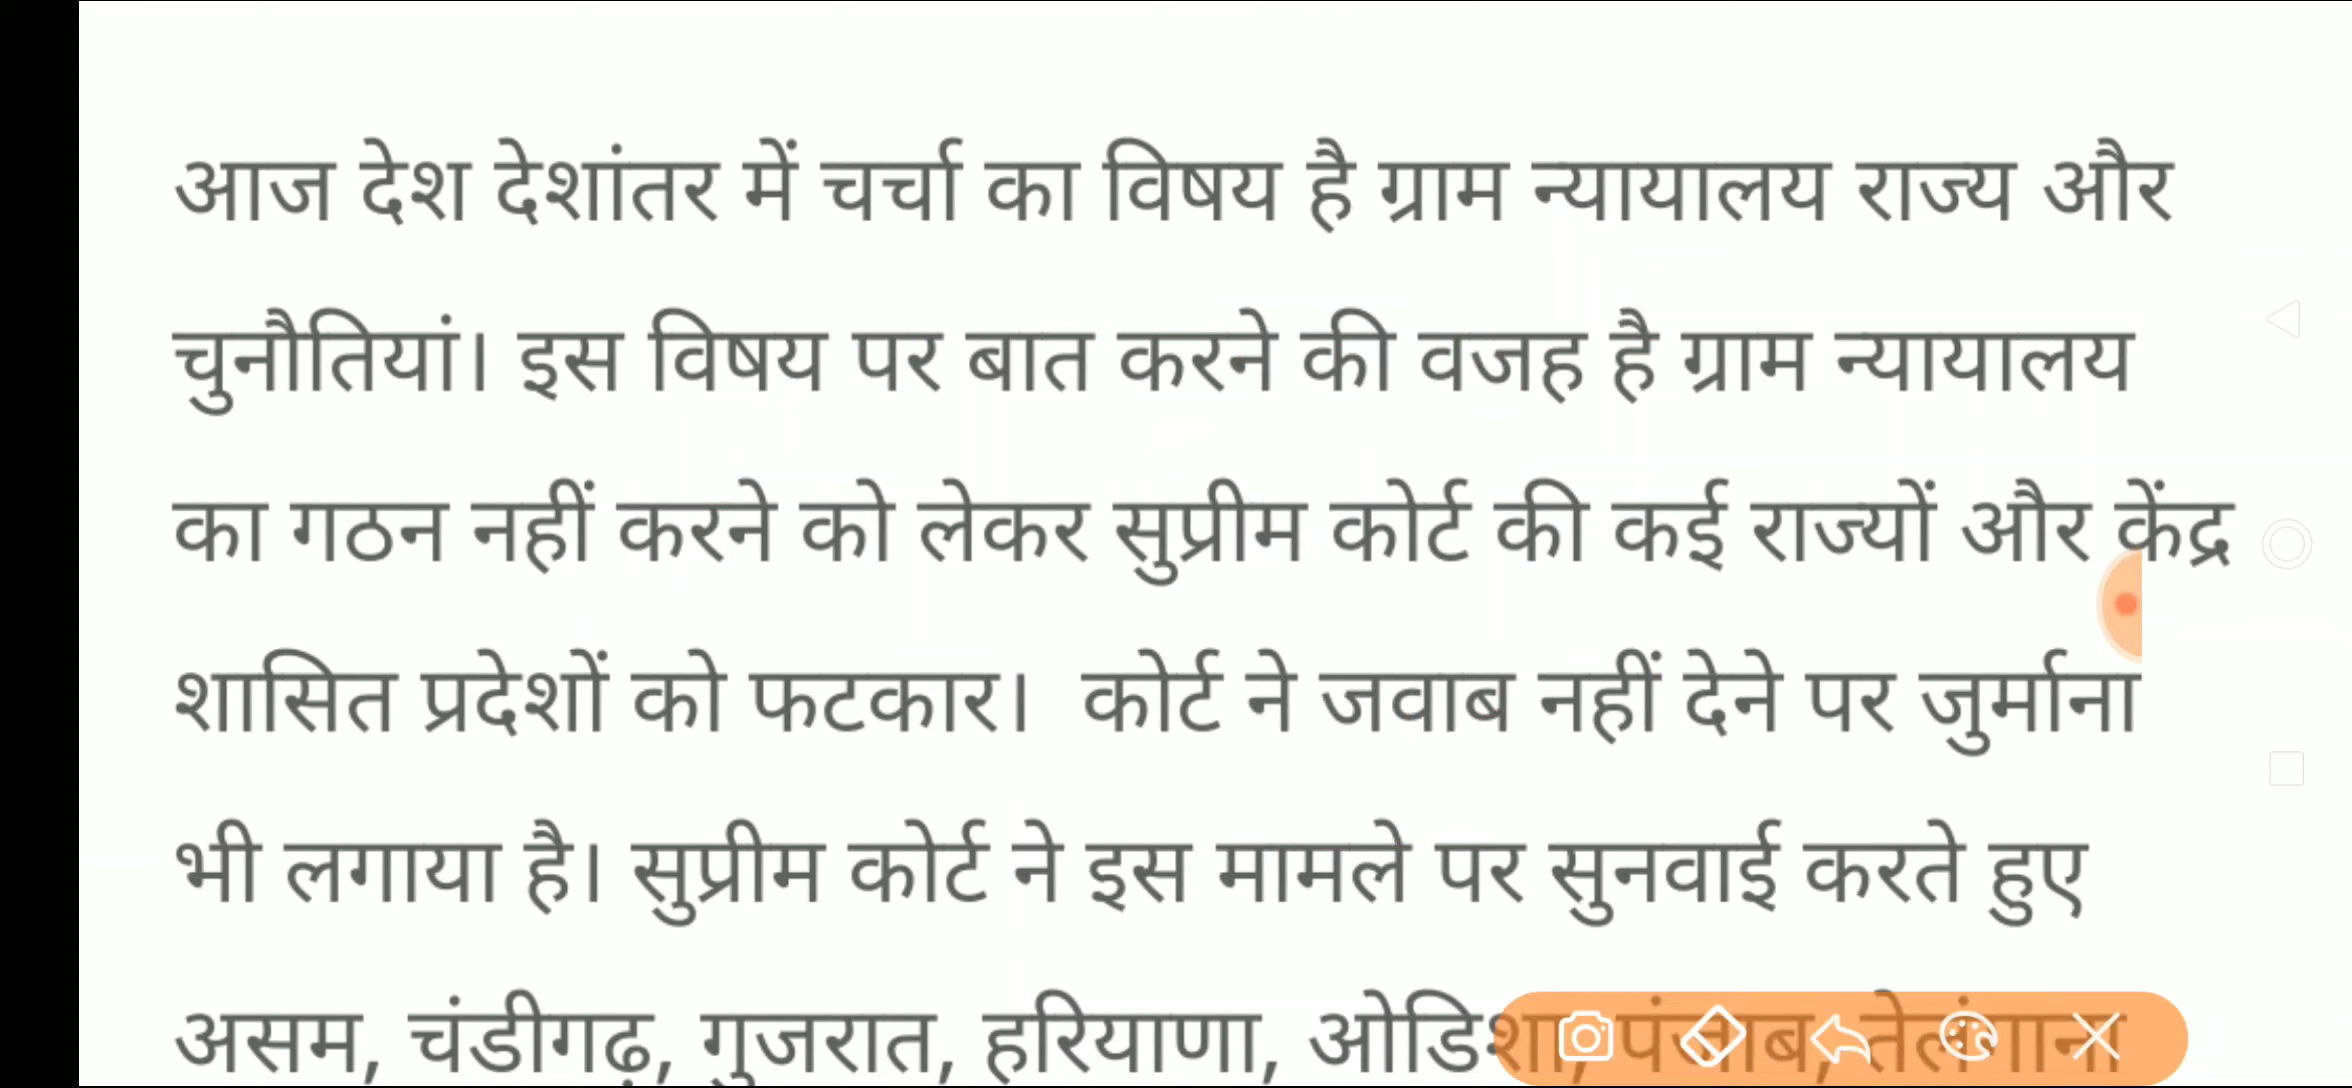 आज देश देशांतर में चर्चा का विषय है ग्राम न्यायालय राज्य और
चुनौतियां। इस विषय पर बात करने की वजह है ग्राम न्यायालय
का गठन नहीं करने को लेकर सुप्रीम कोर्ट की कई राज्यों और केंद्र
शासित प्रदेशों को फटकार। कोर्ट ने जवाब नहीं देने पर जुर्माना
भी लगाया है। सुप्रीम कोर्ट ने इस मामले पर सुनवाई करते हुए
असम, चंडीगढ़, गुजरात, हरियाणा, ओडिशा, पंजाब, तेलंगाना